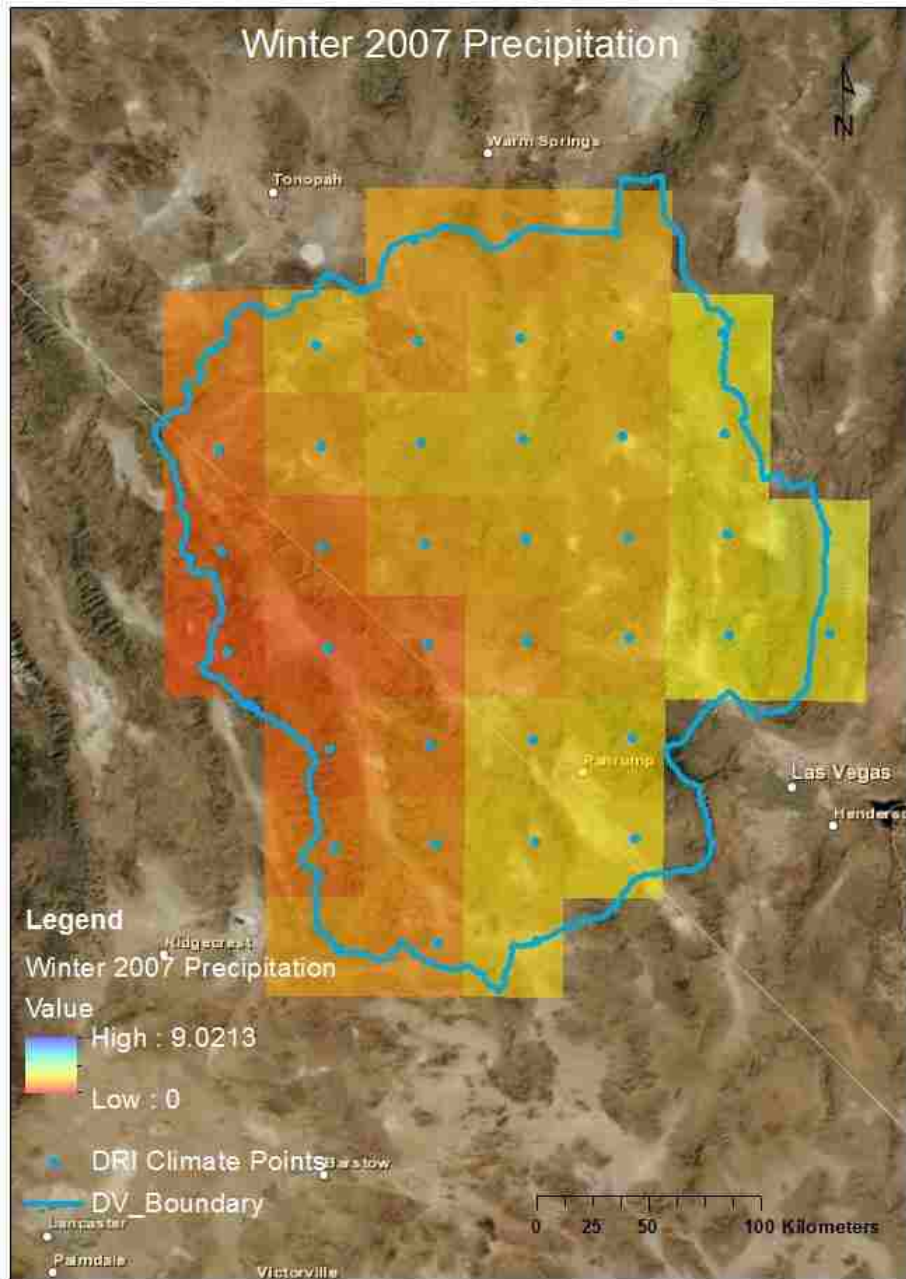 Winter 2007 Precipitation
N
Warm Springs
Tonopah
Pahrump
Las Vegas
Henderso
Legend
Ridgecrest
Winter 2007 Precipitation
Value
High : 9.0213
Low : 0
DRI Climate Points
Barstow
DV_Boundary
0 25 50 100 Kilometers
Lancaster
Palmdale
Victorville